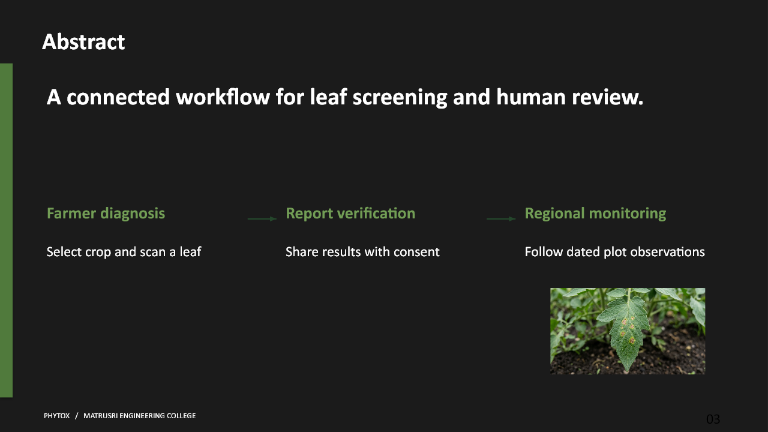 Abstract
A connected workflow for leaf screening and human review.
Farmer diagnosis
Report verification
Regional monitoring
Select crop and scan a leaf
Share results with consent
Follow dated plot observations
PHYTOX / MATRUSRI ENGINEERING COLLEGE
03